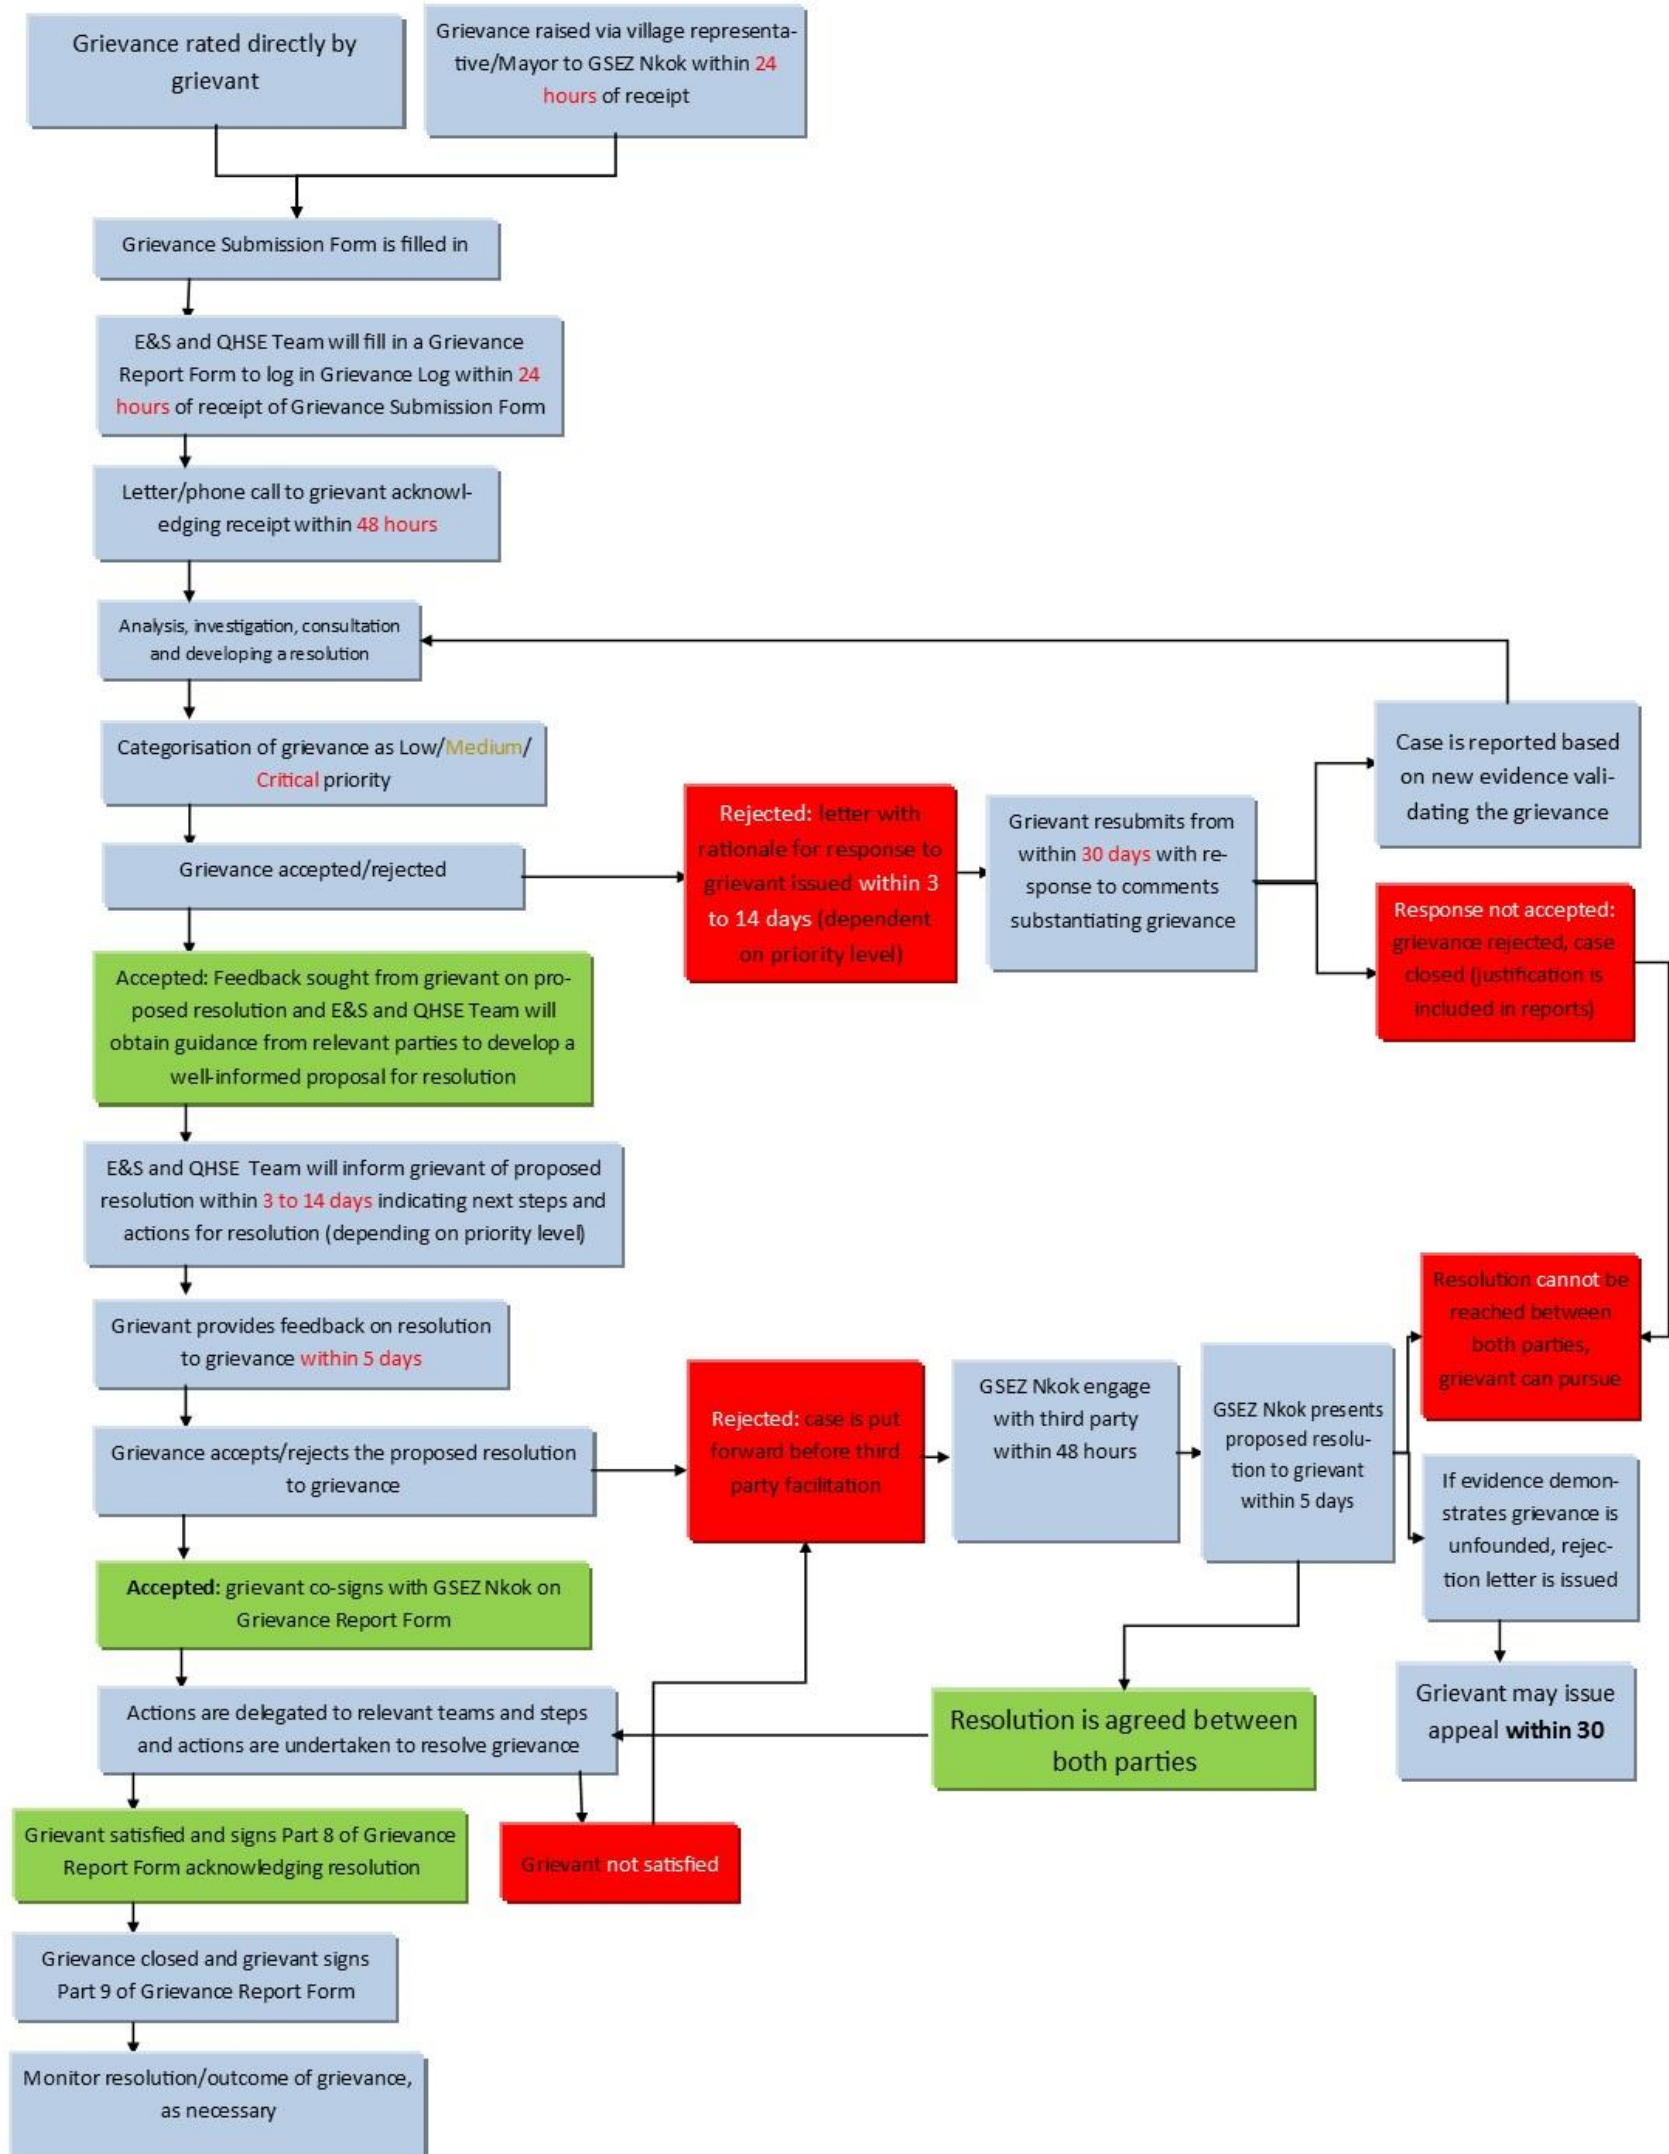 Grievance rated directly by
grievant
Grievance raised via village representa-
tive/Mayor to GSEZ Nkok within 24
hours of receipt
Grievance Submission Form is filled in
E&S and QHSE Team will fill in a Grievance
Report Form to log in Grievance Log within 24
hours of receipt of Grievance Submission Form
Letter/phone call to grievant acknowl-
edging receipt within 48 hours
Analysis, investigation, consultation
and developing a resolution
Categorisation of grievance as Low/Medium/
Critical priority
Grievance accepted/rejected
Rejected: letter with
rationale for response to
grievant issued within 3
to 14 days (dependent
on priority level)
Grievant resubmits from
within 30 days with re-
sponse to comments
substantiating grievance
Case is reported based
on new evidence vali-
dating the grievance
Response not accepted:
grievance rejected, case
closed (justification is
included in reports)
Accepted: Feedback sought from grievant on pro-
posed resolution and E&S and QHSE Team will
obtain guidance from relevant parties to develop a
well-informed proposal for resolution
E&S and QHSE Team will inform grievant of proposed
resolution within 3 to 14 days indicating next steps and
actions for resolution (depending on priority level)
Grievant provides feedback on resolution
to grievance within 5 days
Grievance accepts/rejects the proposed resolution
to grievance
Rejected: case is put
forward before third
party facilitation
GSEZ Nkok engage
with third party
within 48 hours
GSEZ Nkok presents
proposed resolu-
tion to grievant
within 5 days
Resolution cannot be
reached between
both parties,
grievant can pursue
If evidence demon-
strates grievance is
unfounded, rejec-
tion letter is issued
Grievant may issue
appeal within 30
Accepted: grievant co-signs with GSEZ Nkok on
Grievance Report Form
Actions are delegated to relevant teams and steps
and actions are undertaken to resolve grievance
Resolution is agreed between
both parties
Grievant satisfied and signs Part 8 of Grievance
Report Form acknowledging resolution
Grievant not satisfied
Grievance closed and grievant signs
Part 9 of Grievance Report Form
Monitor resolution/outcome of grievance,
as necessary